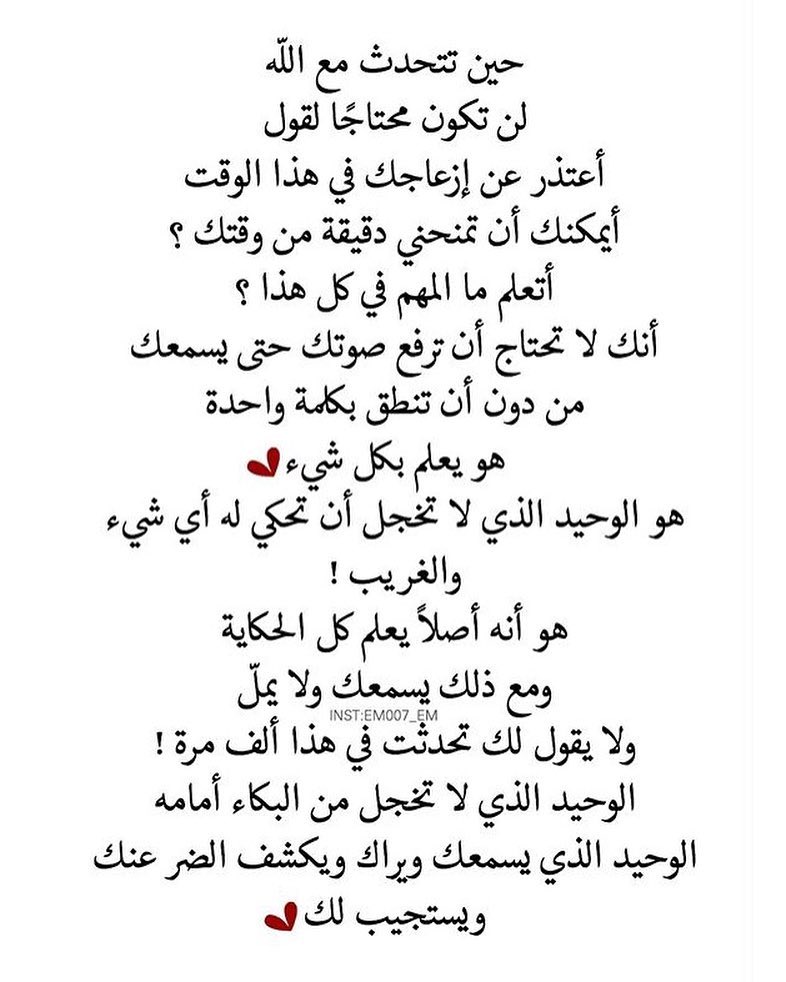 حين تتحدث مع اللّه
لن تكون محتاجًا لقول
أعتذر عن إزعاجك في هذا الوقت
أيمكنك أن تمنحني دقيقة من وقتك ؟
أتعلم ما المهم في كل هذا ؟
أنك لا تحتاج أن ترفع صوتك حتى يسمعك
من دون أن تنطق بكلمة واحدة
هو يعلم بكل شيء
هو الوحيد الذي لا تخجل أن تحكي له أي شيء
والغريب !
هو أنه أصلاً يعلم كل الحكاية
ومع ذلك يسمعك ولا يملّ
INST:EM007_EM
ولا يقول لك تحدثت في هذا ألف مرة !
الوحيد الذي لا تخجل من البكاء أمامه
الوحيد الذي يسمعك ويراك ويكشف الضر عنك
ويستجيب لك